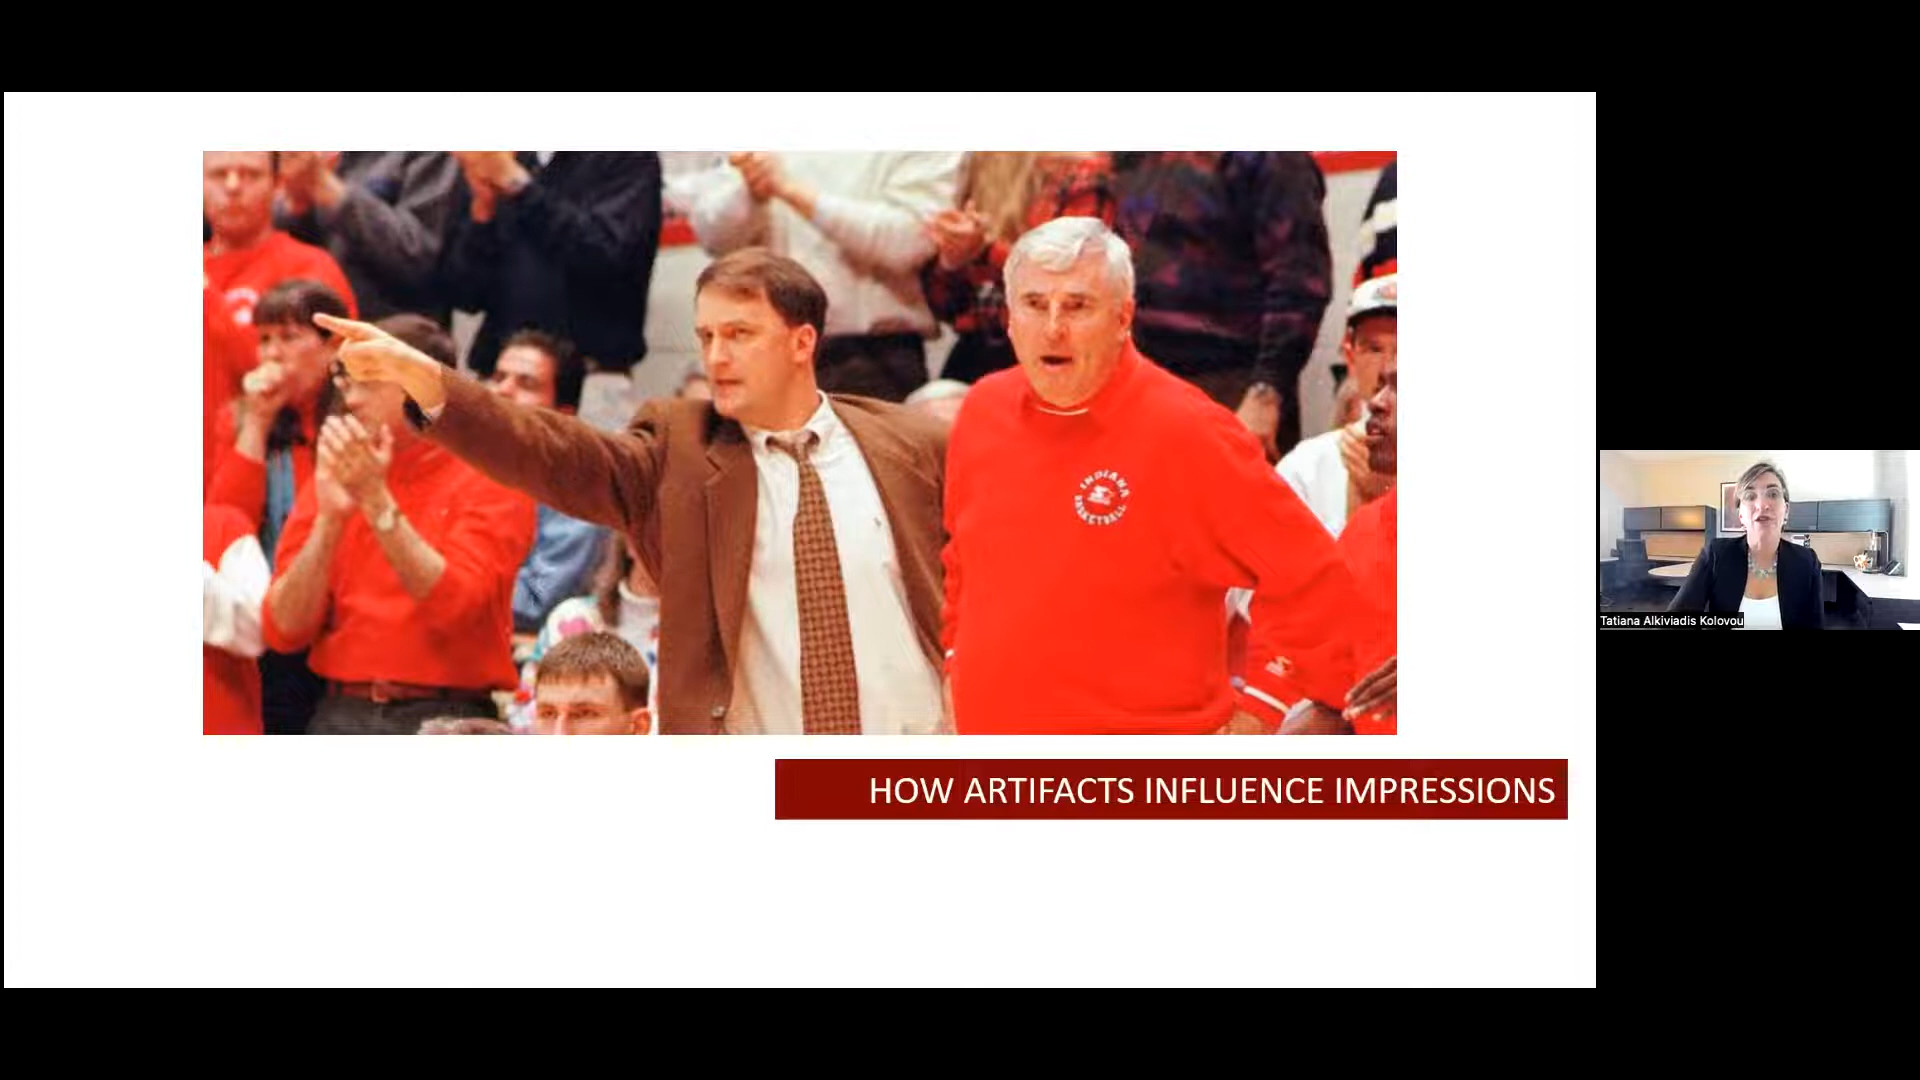 INDIANA
BASKETBALL
HOW ARTIFACTS INFLUENCE IMPRESSIONS
Tatiana Alkiviadis Kolovou